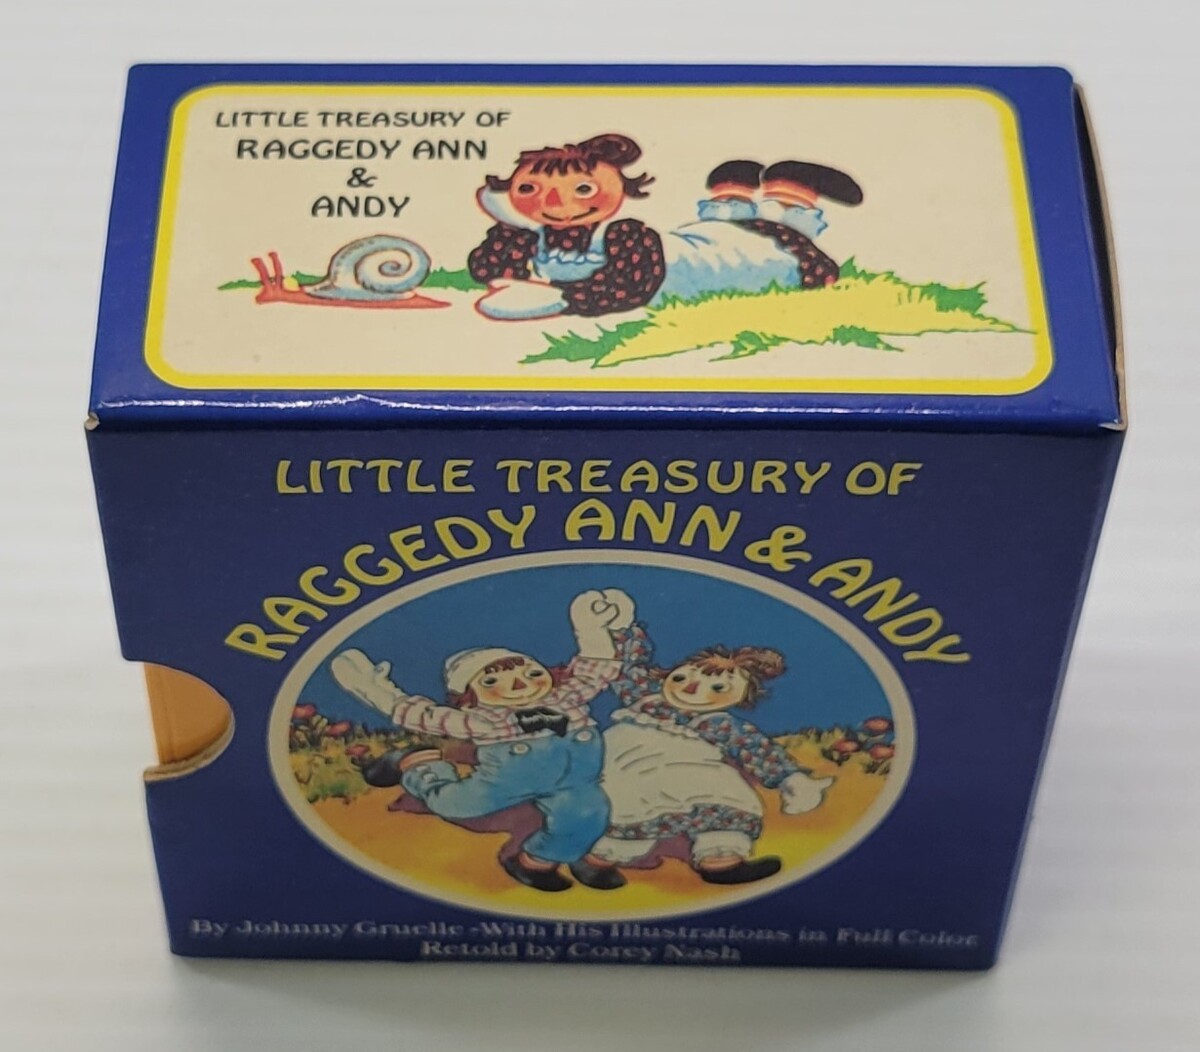 LITTLE TREASURY OF
RAGGEDY ANN
&
ANDY
LITTLE TREASURY OF
RAGGEDY ANN & ANDY
By Johnny Gruelle - With His Illustrations in Full Color
Retold by Corey Nash